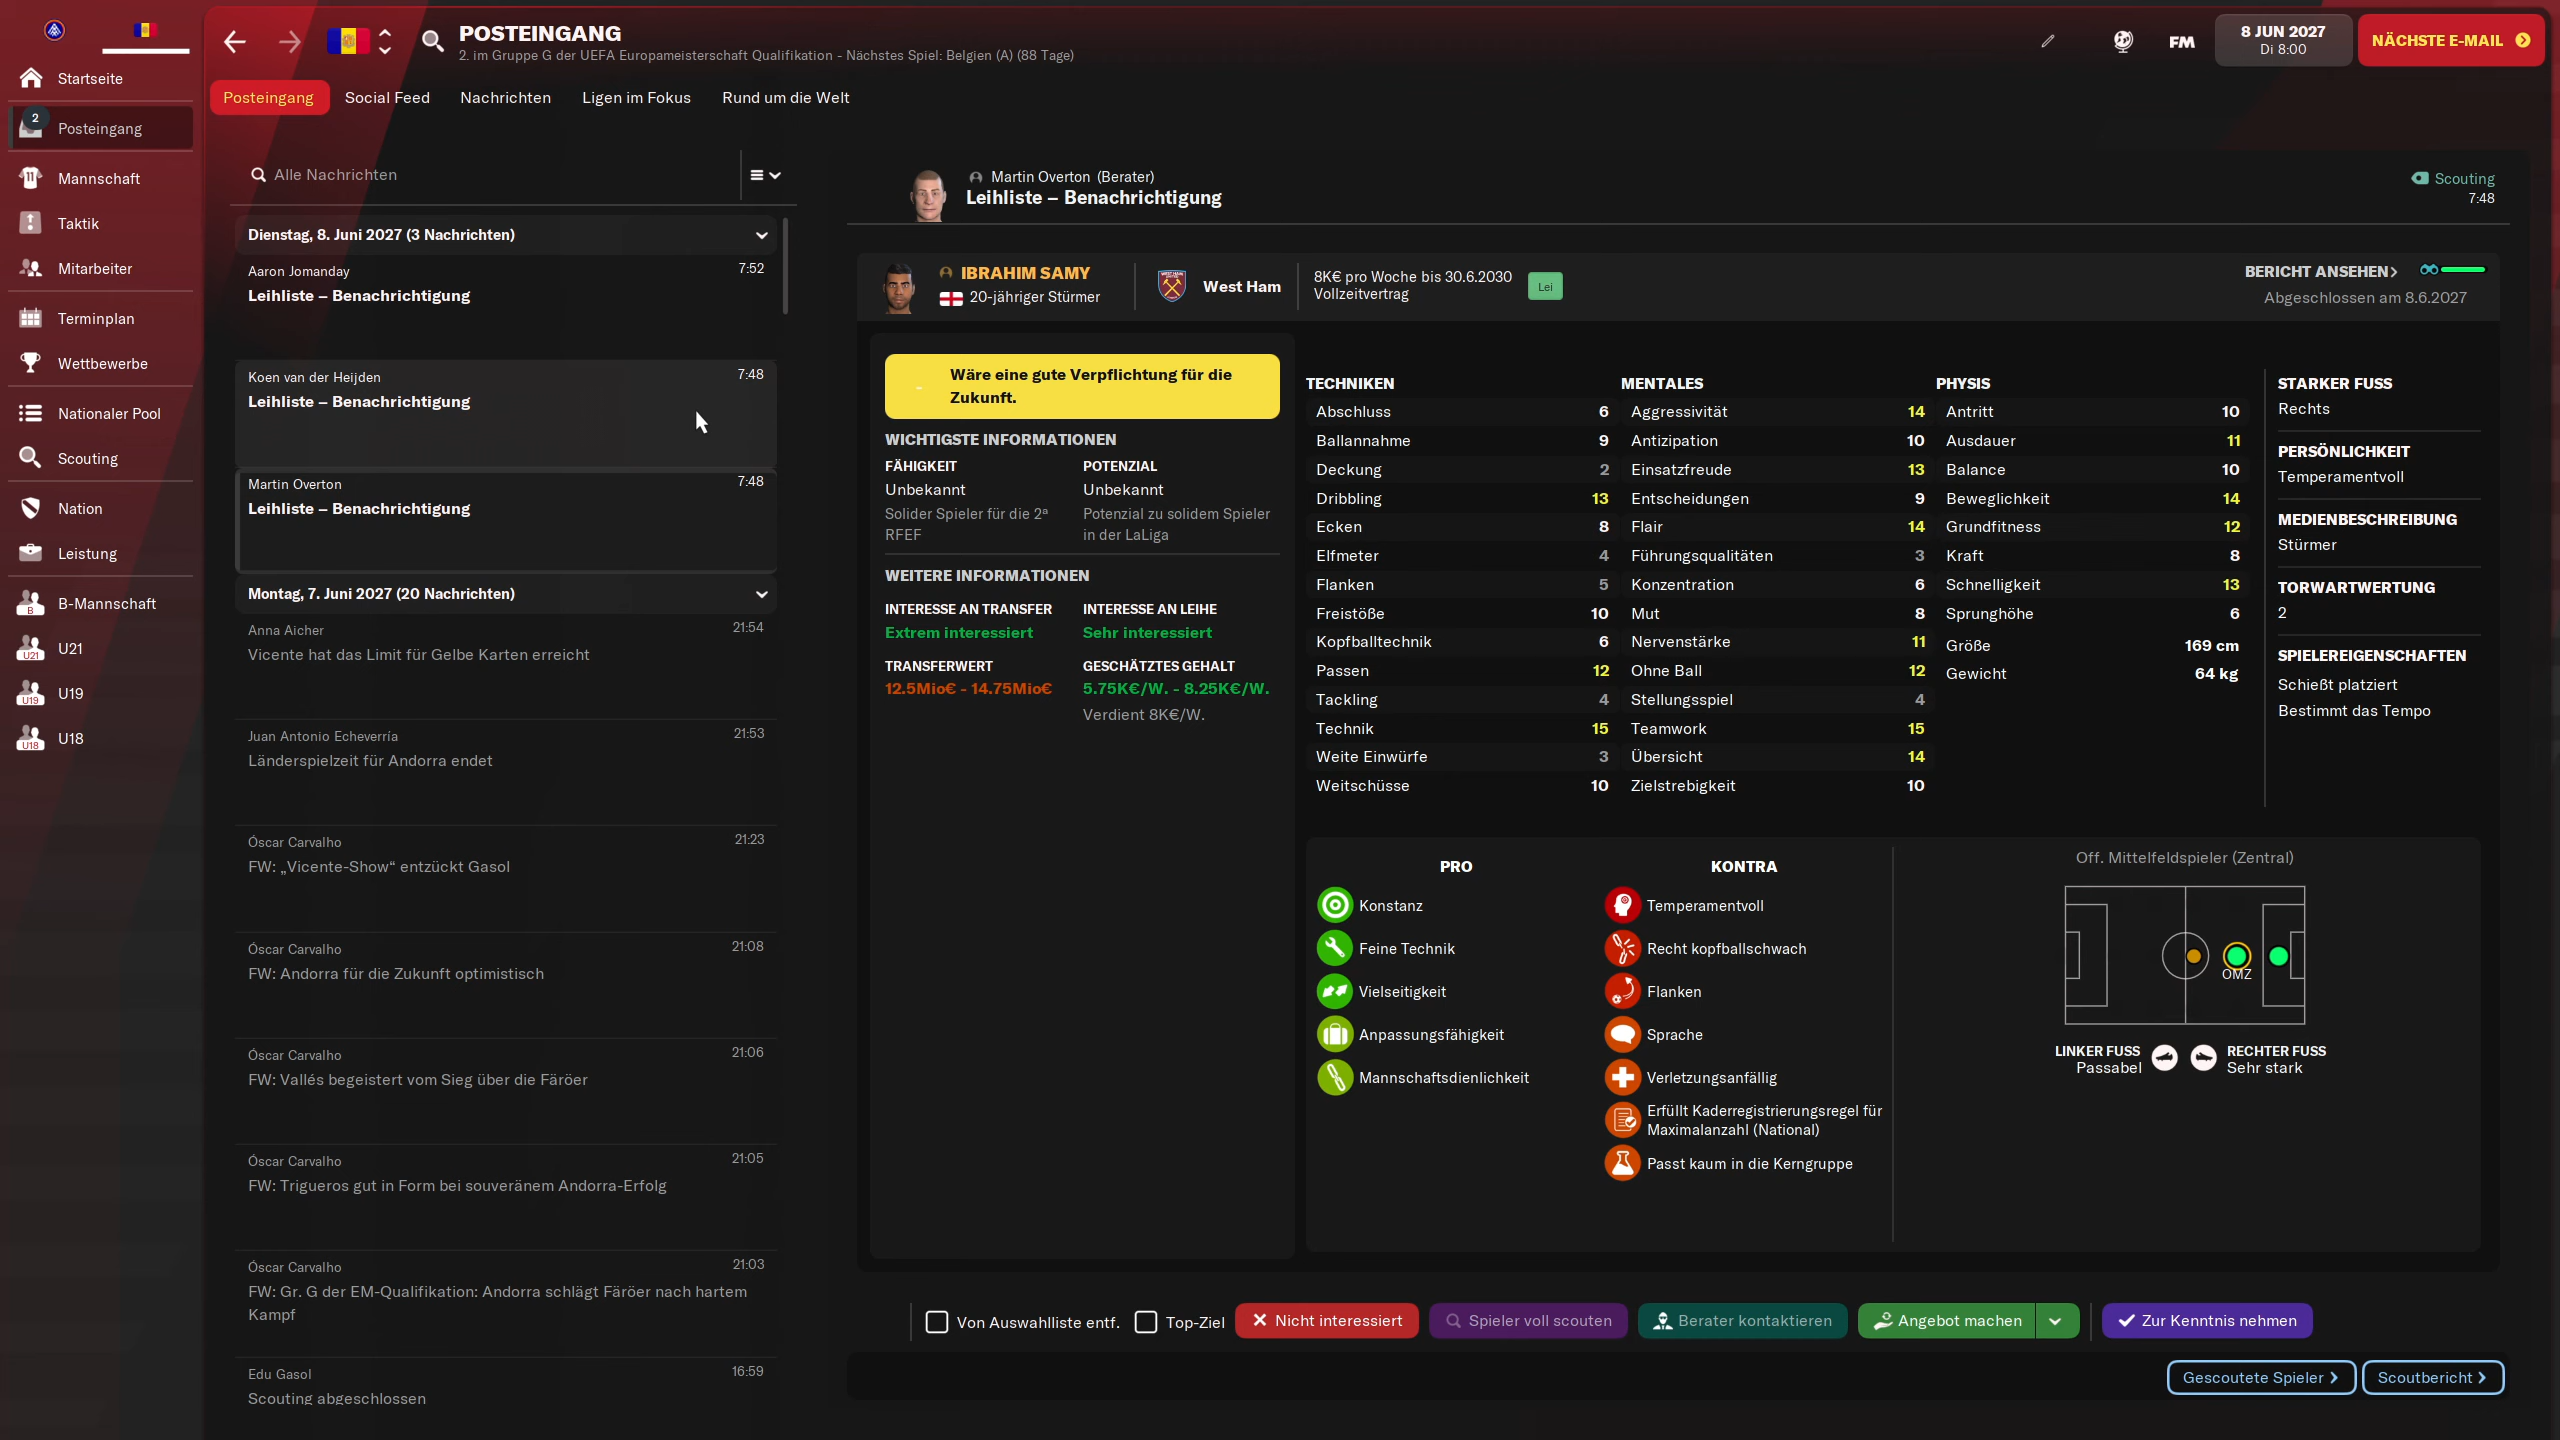 Startseite
2
Posteingang
Mannschaft
Taktik
Mitarbeiter
Terminplan
Wettbewerbe
Nationaler Pool
Scouting
Nation
Leistung
B
B-Mannschaft
U21
U21
U19
U19
U18
U18
POSTEINGANG
2. im Gruppe G der UEFA Europameisterschaft Qualifikation - Nächstes Spiel: Belgien (A) (88 Tage)
FM
8 JUN 2027
Di 8:00
NÄCHSTE E-MAIL
Posteingang Social Feed Nachrichten Ligen im Fokus Rund um die Welt
Alle Nachrichten
Dienstag, 8. Juni 2027 (3 Nachrichten)
Aaron Jomanday 7:52
Leihliste – Benachrichtigung
Koen van der Heijden 7:48
Leihliste – Benachrichtigung
Martin Overton 7:48
Leihliste – Benachrichtigung
Montag, 7. Juni 2027 (20 Nachrichten)
Anna Aicher 21:54
Vicente hat das Limit für Gelbe Karten erreicht
Juan Antonio Echeverría 21:53
Länderspielzeit für Andorra endet
Óscar Carvalho 21:23
FW: „Vicente-Show“ entzückt Gasol
Óscar Carvalho 21:08
FW: Andorra für die Zukunft optimistisch
Óscar Carvalho 21:06
FW: Vallés begeistert vom Sieg über die Färöer
Óscar Carvalho 21:05
FW: Trigueros gut in Form bei souveränem Andorra-Erfolg
Óscar Carvalho 21:03
FW: Gr. G der EM-Qualifikation: Andorra schlägt Färöer nach hartem
Kampf
Edu Gasol 16:59
Scouting abgeschlossen
Martin Overton (Berater)
Leihliste – Benachrichtigung
Scouting
7:48
IBRAHIM SAMY
20-jähriger Stürmer
West Ham
8K€ pro Woche bis 30.6.2030
Vollzeitvertrag
Lei
BERICHT ANSEHEN
Abgeschlossen am 8.6.2027
Wäre eine gute Verpflichtung für die
Zukunft.
WICHTIGSTE INFORMATIONEN
FÄHIGKEIT POTENZIAL
Unbekannt Unbekannt
Solider Spieler für die 2ª Potenzial zu solidem Spieler
RFEF in der LaLiga
WEITERE INFORMATIONEN
INTERESSE AN TRANSFER INTERESSE AN LEIHE
Extrem interessiert Sehr interessiert
TRANSFERWERT GESCHÄTZTES GEHALT
12.5Mio€ - 14.75Mio€ 5.75K€/W. - 8.25K€/W.
Verdient 8K€/W.
TECHNIKEN MENTALES PHYSIS
Abschluss 6 Aggressivität 14 Antritt 10
Ballannahme 9 Antizipation 10 Ausdauer 11
Deckung 2 Einsatzfreude 13 Balance 10
Dribbling 13 Entscheidungen 9 Beweglichkeit 14
Ecken 8 Flair 14 Grundfitness 12
Elfmeter 4 Führungsqualitäten 3 Kraft 8
Flanken 5 Konzentration 6 Schnelligkeit 13
Freistöße 10 Mut 8 Sprunghöhe 6
Kopfballtechnik 6 Nervenstärke 11 Größe 169 cm
Passen 12 Ohne Ball 12 Gewicht 64 kg
Tackling 4 Stellungsspiel 4
Technik 15 Teamwork 15
Weite Einwürfe 3 Übersicht 14
Weitschüsse 10 Zielstrebigkeit 10
STARKER FUSS
Rechts
PERSÖNLICHKEIT
Temperamentvoll
MEDIENBESCHREIBUNG
Stürmer
TORWARTWERTUNG
2
SPIELEREIGENSCHAFTEN
Schießt platziert
Bestimmt das Tempo
PRO
Konstanz
Feine Technik
Vielseitigkeit
Anpassungsfähigkeit
Mannschaftsdienlichkeit
KONTRA
Temperamentvoll
Recht kopfballschwach
Flanken
Sprache
Verletzungsanfällig
Erfüllt Kaderregistrierungsregel für
Maximalanzahl (National)
Passt kaum in die Kerngruppe
Off. Mittelfeldspieler (Zentral)
OMZ
LINKER FUSS RECHTER FUSS
Passabel Sehr stark
Von Auswahlliste entf. Top-Ziel Nicht interessiert Spieler voll scouten Berater kontaktieren Angebot machen Zur Kenntnis nehmen
Gescoutete Spieler Scoutbericht